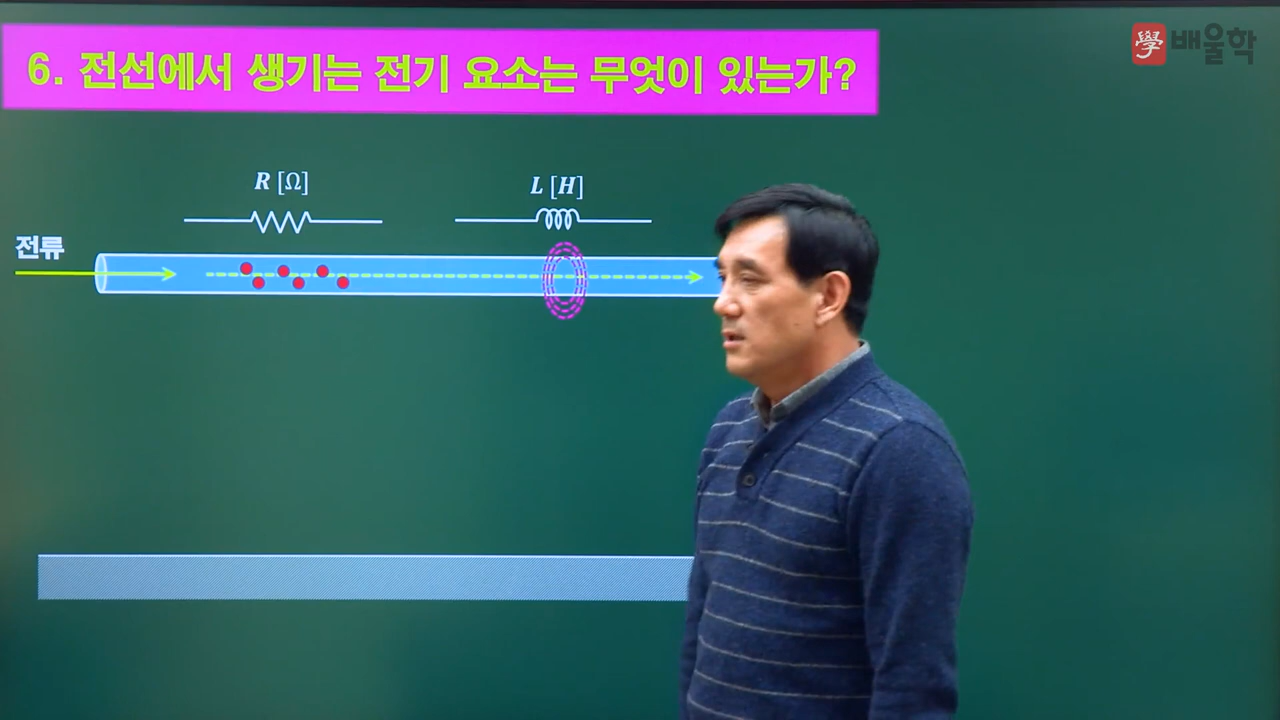 6. 전선에서 생기는 전기 요소는 무엇이 있는가?
學 배울학
R [Ω]
L [H]
전류